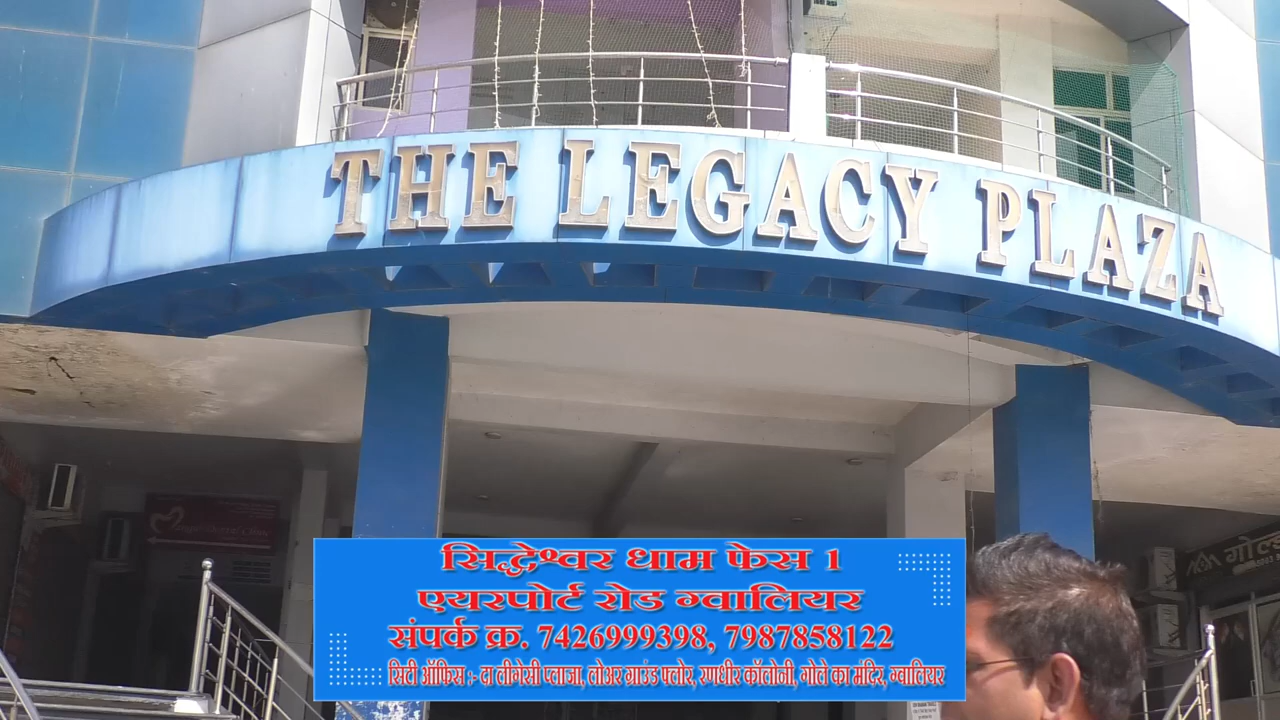 THE LEGACY PLAZA
गोल्ड
सिद्धेश्वर धाम फेस 1
एयरपोर्ट रोड ग्वालियर
संपर्क क्र. 7426999398, 7987858122
सिटी ऑफिस :- दा लीगेसी प्लाजा, लोअर ग्राउंड फ्लोर, रणधीर कॉलोनी, गोले का मंदिर, ग्वालियर